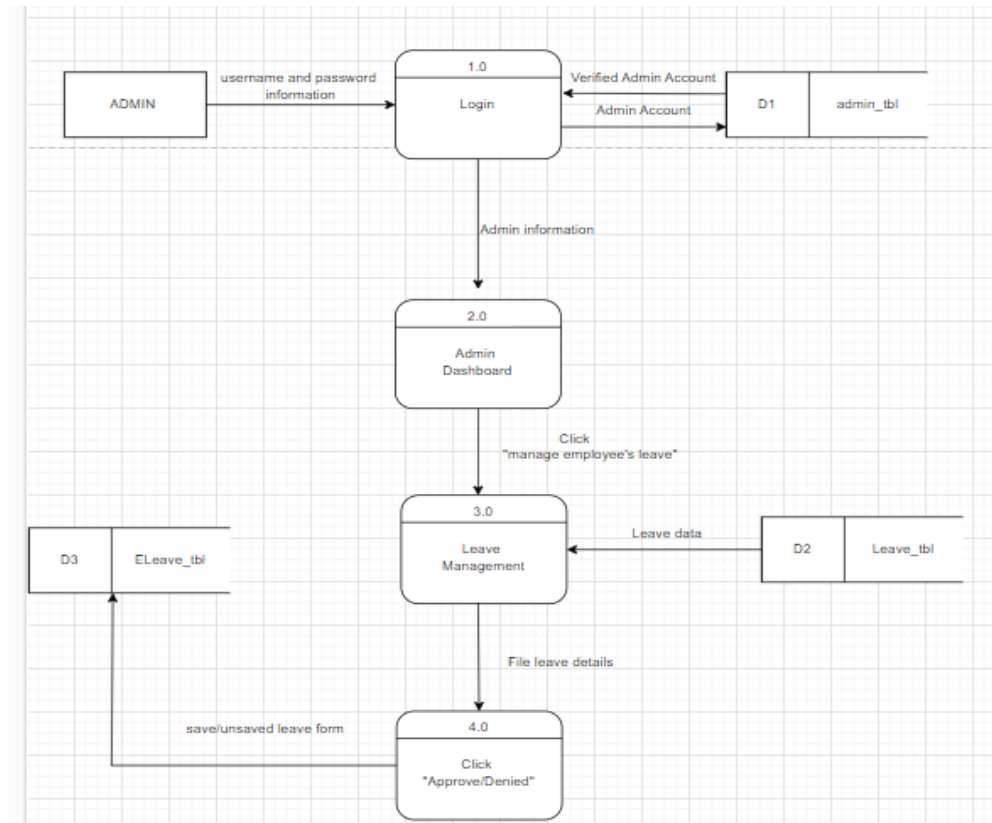 1.0
username and password
information
ADMIN
Login
Verified Admin Account
Admin Account
D1
admin_tbl
Admin information
2.0
Admin
Dashboard
Click
"manage employee's leave"
3.0
Leave
Management
Leave data
D2
Leave_tbl
D3
ELeave_tbl
File leave details
4.0
Click
"Approve/Denied"
save/unsaved leave form